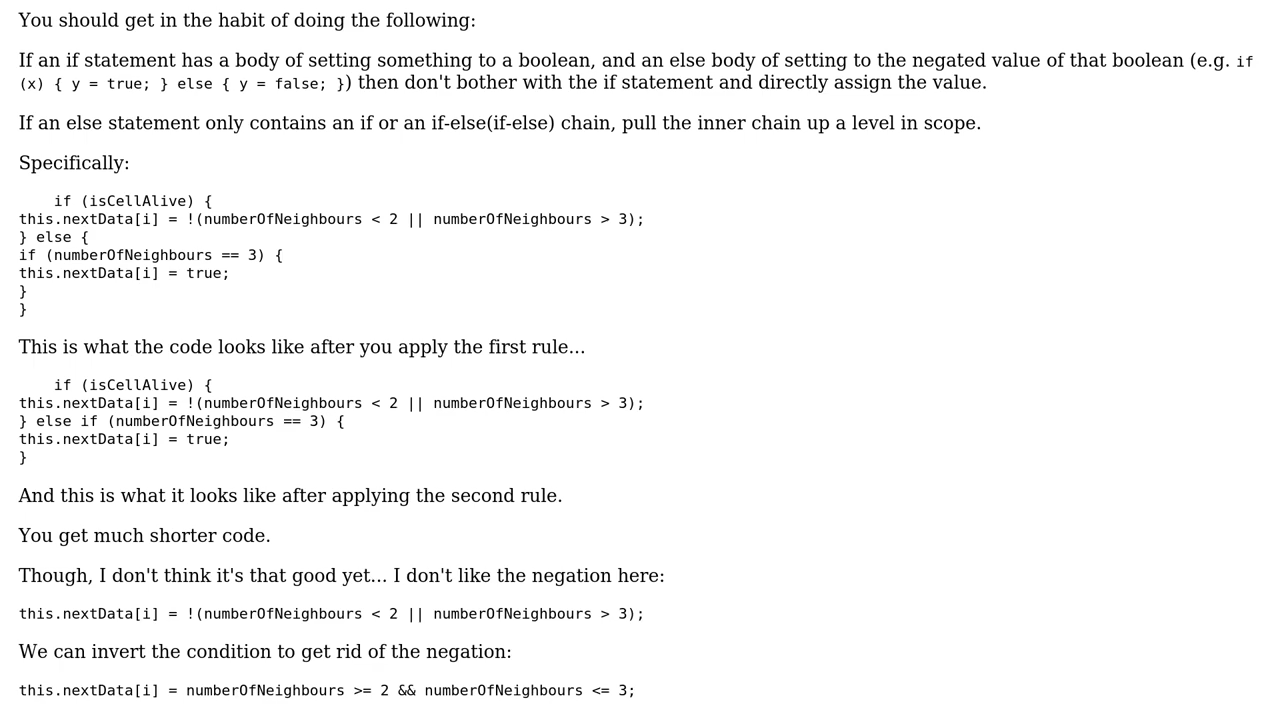 You should get in the habit of doing the following:
If an if statement has a body of setting something to a boolean, and an else body of setting to the negated value of that boolean (e.g. if
(x) { y = true; } else { y = false; }) then don't bother with the if statement and directly assign the value.
If an else statement only contains an if or an if-else(if-else) chain, pull the inner chain up a level in scope.
Specifically:
    if (isCellAlive) {
this.nextData[i] = !(numberOfNeighbours < 2 || numberOfNeighbours > 3);
} else {
if (numberOfNeighbours == 3) {
this.nextData[i] = true;
}
}
This is what the code looks like after you apply the first rule...
    if (isCellAlive) {
this.nextData[i] = !(numberOfNeighbours < 2 || numberOfNeighbours > 3);
} else if (numberOfNeighbours == 3) {
this.nextData[i] = true;
}
And this is what it looks like after applying the second rule.
You get much shorter code.
Though, I don't think it's that good yet... I don't like the negation here:
this.nextData[i] = !(numberOfNeighbours < 2 || numberOfNeighbours > 3);
We can invert the condition to get rid of the negation:
this.nextData[i] = numberOfNeighbours >= 2 && numberOfNeighbours <= 3;